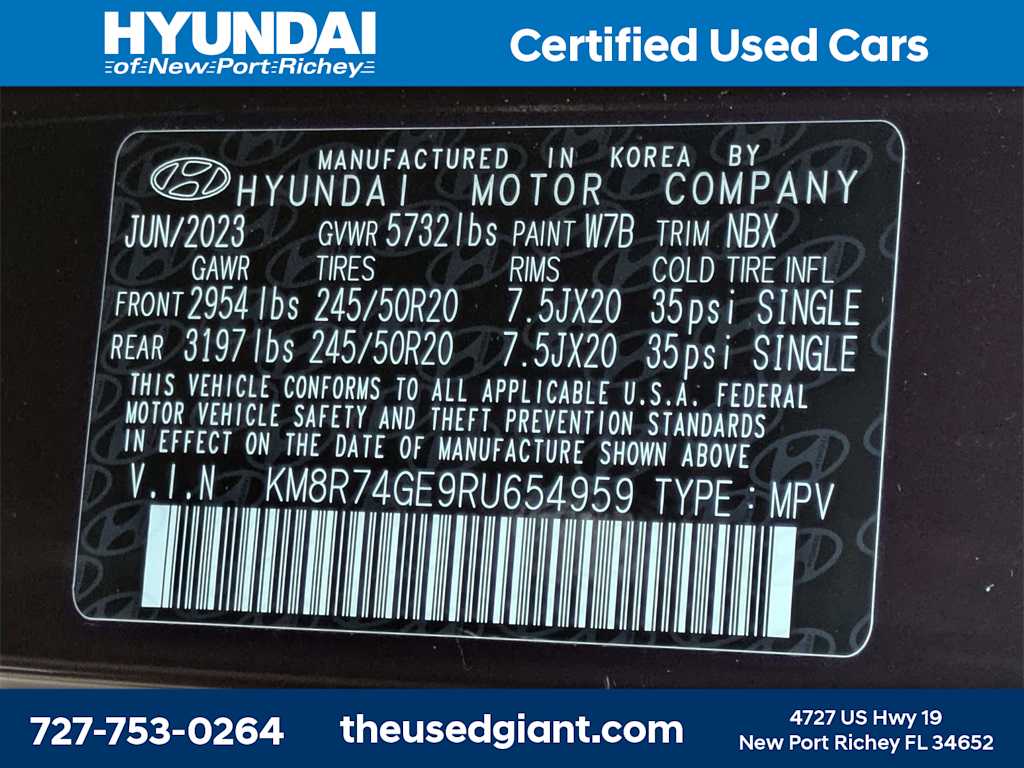 HYUNDAI
of New Port Richey
Certified Used Cars
MANUFACTURED IN KOREA BY
HYUNDAI MOTOR COMPANY
JUN/2023 GVWR 5732lbs PAINT W7B TRIM NBX
GAWR TIRES RIMS COLD TIRE INFL
FRONT 2954lbs 245/50R20 7.5JX20 35psi SINGLE
REAR 3197lbs 245/50R20 7.5JX20 35psi SINGLE
THIS VEHICLE CONFORMS TO ALL APPLICABLE U.S.A. FEDERAL
MOTOR VEHICLE SAFETY AND THEFT PREVENTION STANDARDS
IN EFFECT ON THE DATE OF MANUFACTURE SHOWN ABOVE.
V.I.N KM8R74GE9RU654959 TYPE : MPV
727-753-0264
theusedgiant.com
4727 US Hwy 19
New Port Richey FL 34652